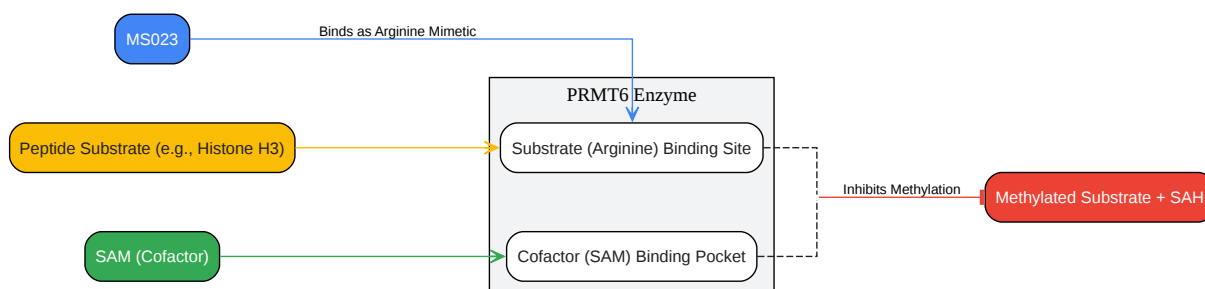 MS023
Binds as Arginine Mimetic
PRMT6 Enzyme
Peptide Substrate (e.g., Histone H3)
Substrate (Arginine) Binding Site
Inhibits Methylation
Methylated Substrate + SAH
SAM (Cofactor)
Cofactor (SAM) Binding Pocket